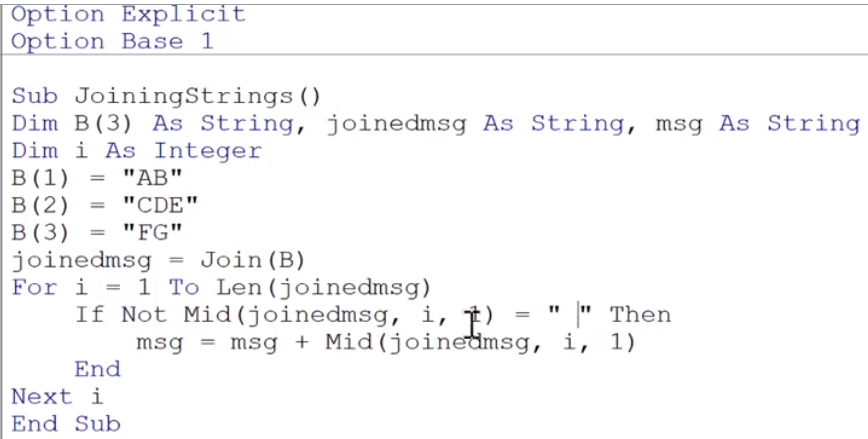 Option Explicit
Option Base 1
Sub JoiningStrings()
Dim B(3) As String, joinedmsg As String, msg As String
Dim i As Integer
B(1) = "AB"
B(2) = "CDE"
B(3) = "FG"
joinedmsg = Join(B)
For i = 1 To Len(joinedmsg)
    If Not Mid(joinedmsg, i, 1) = " " Then
        msg = msg + Mid(joinedmsg, i, 1)
    End
Next i
End Sub